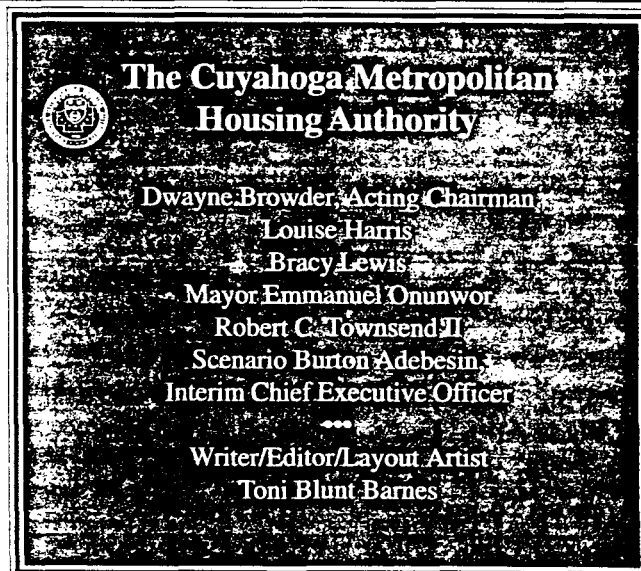 The Cuyahoga Metropolitan
Housing Authority
Dwayne Browder, Acting Chairman
Louise Harris
Bracy Lewis
Mayor Emmanuel Onunwor
Robert C. Townsend II
Scenario Burton Adebesin
Interim Chief Executive Officer
Writer/Editor/Layout Artist
Toni Blunt Barnes